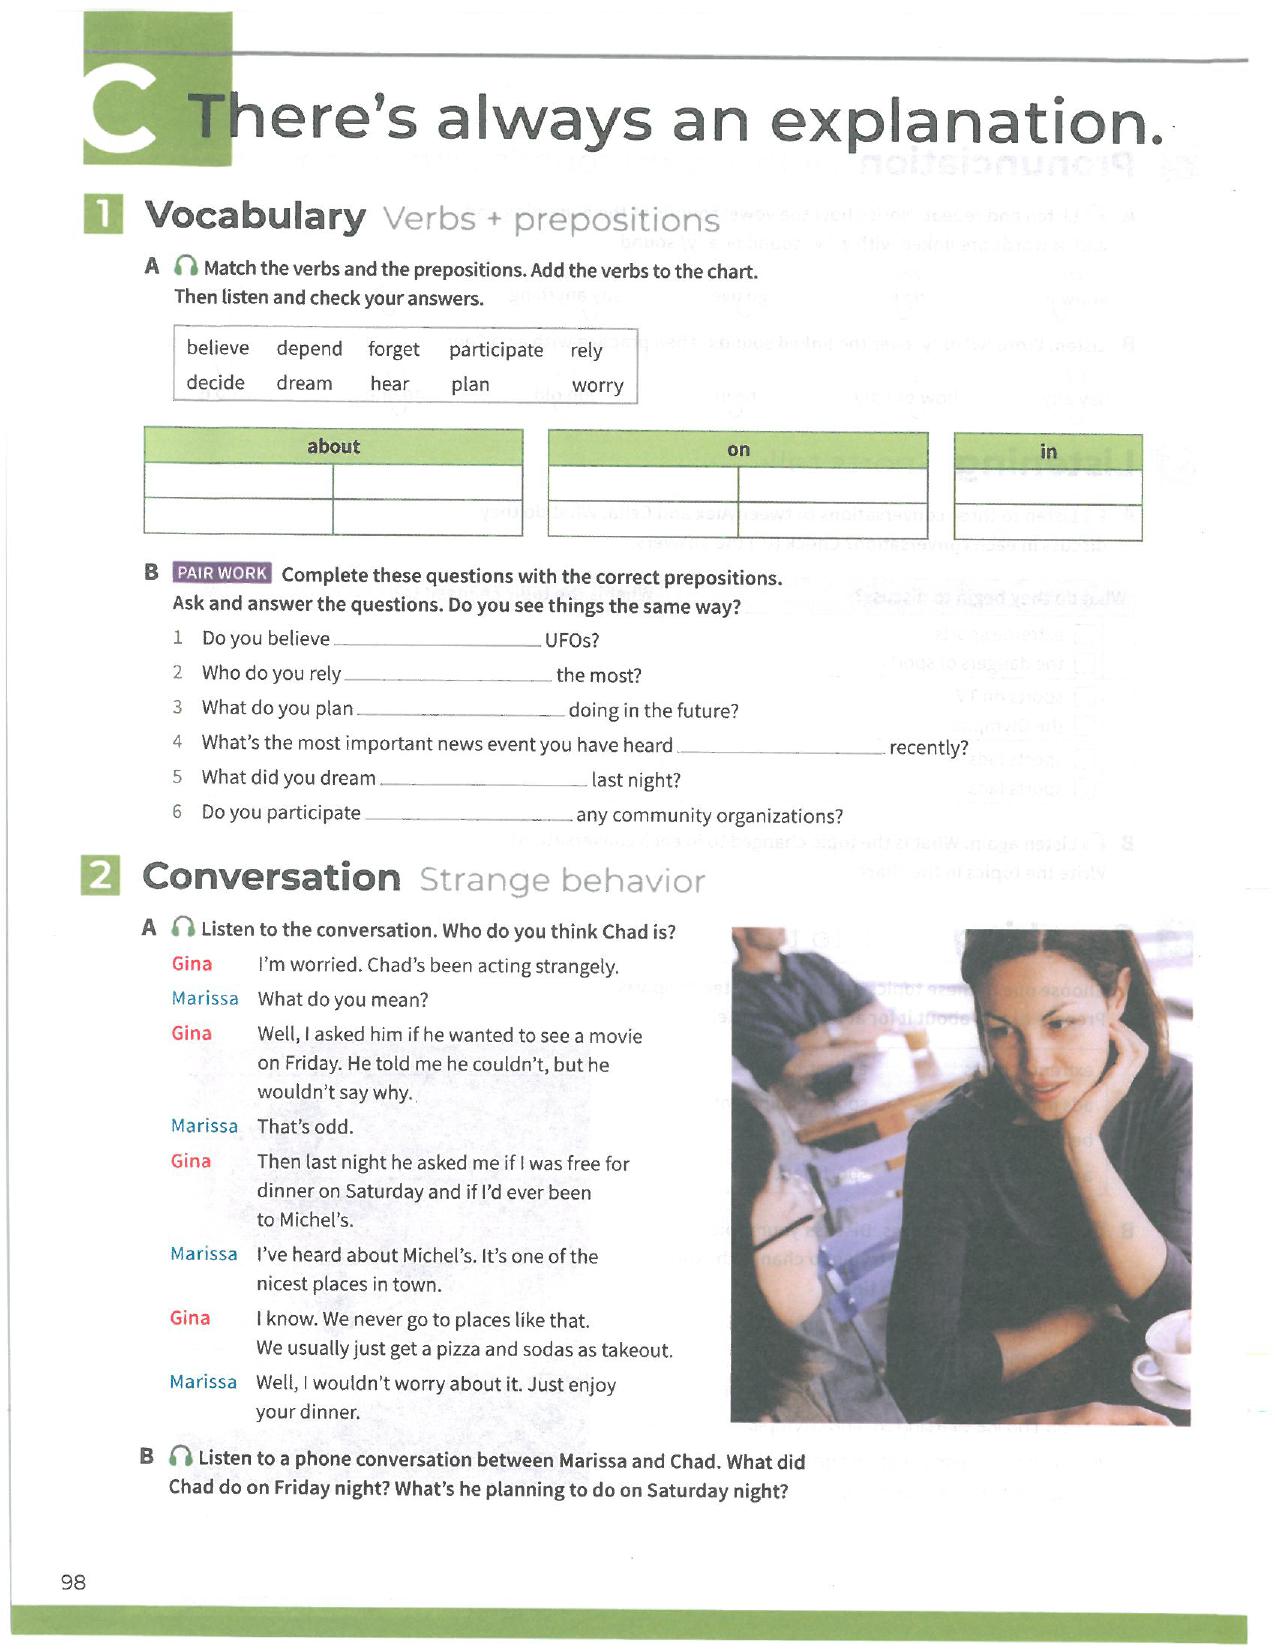 C There's always an explanation.
1 Vocabulary Verbs + prepositions
A Match the verbs and the prepositions. Add the verbs to the chart.
Then listen and check your answers.
believe depend forget participate rely
decide dream hear plan worry
about on in
B PAIR WORK Complete these questions with the correct prepositions.
Ask and answer the questions. Do you see things the same way?
1 Do you believe ____ UFOs?
2 Who do you rely ____ the most?
3 What do you plan ____ doing in the future?
4 What's the most important news event you have heard ____ recently?
5 What did you dream ____ last night?
6 Do you participate ____ any community organizations?
2 Conversation Strange behavior
A Listen to the conversation. Who do you think Chad is?
Gina I'm worried. Chad's been acting strangely.
Marissa What do you mean?
Gina Well, I asked him if he wanted to see a movie
on Friday. He told me he couldn't, but he
wouldn't say why.
Marissa That's odd.
Gina Then last night he asked me if I was free for
dinner on Saturday and if I'd ever been
to Michel's.
Marissa I've heard about Michel's. It's one of the
nicest places in town.
Gina I know. We never go to places like that.
We usually just get a pizza and sodas as takeout.
Marissa Well, I wouldn't worry about it. Just enjoy
your dinner.
B Listen to a phone conversation between Marissa and Chad. What did
Chad do on Friday night? What's he planning to do on Saturday night?
98